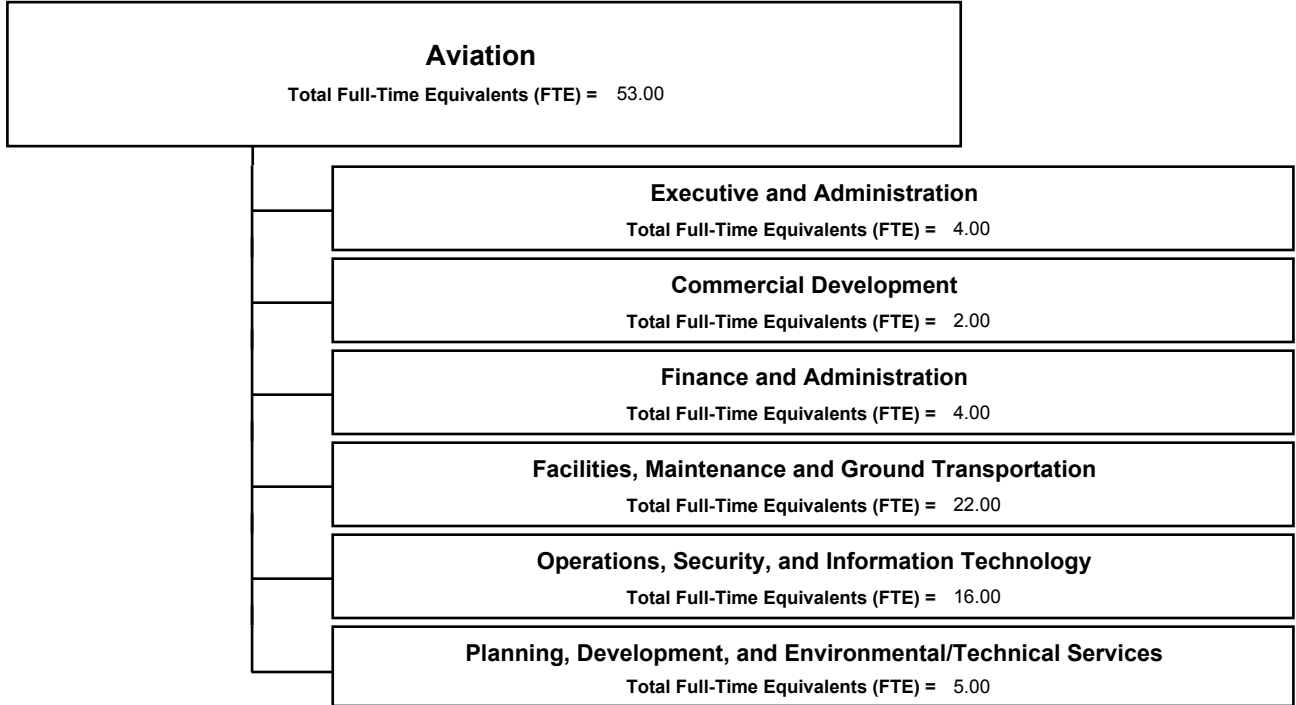 Aviation
Total Full-Time Equivalents (FTE) = 53.00
Executive and Administration
Total Full-Time Equivalents (FTE) = 4.00
Commercial Development
Total Full-Time Equivalents (FTE) = 2.00
Finance and Administration
Total Full-Time Equivalents (FTE) = 4.00
Facilities, Maintenance and Ground Transportation
Total Full-Time Equivalents (FTE) = 22.00
Operations, Security, and Information Technology
Total Full-Time Equivalents (FTE) = 16.00
Planning, Development, and Environmental/Technical Services
Total Full-Time Equivalents (FTE) = 5.00